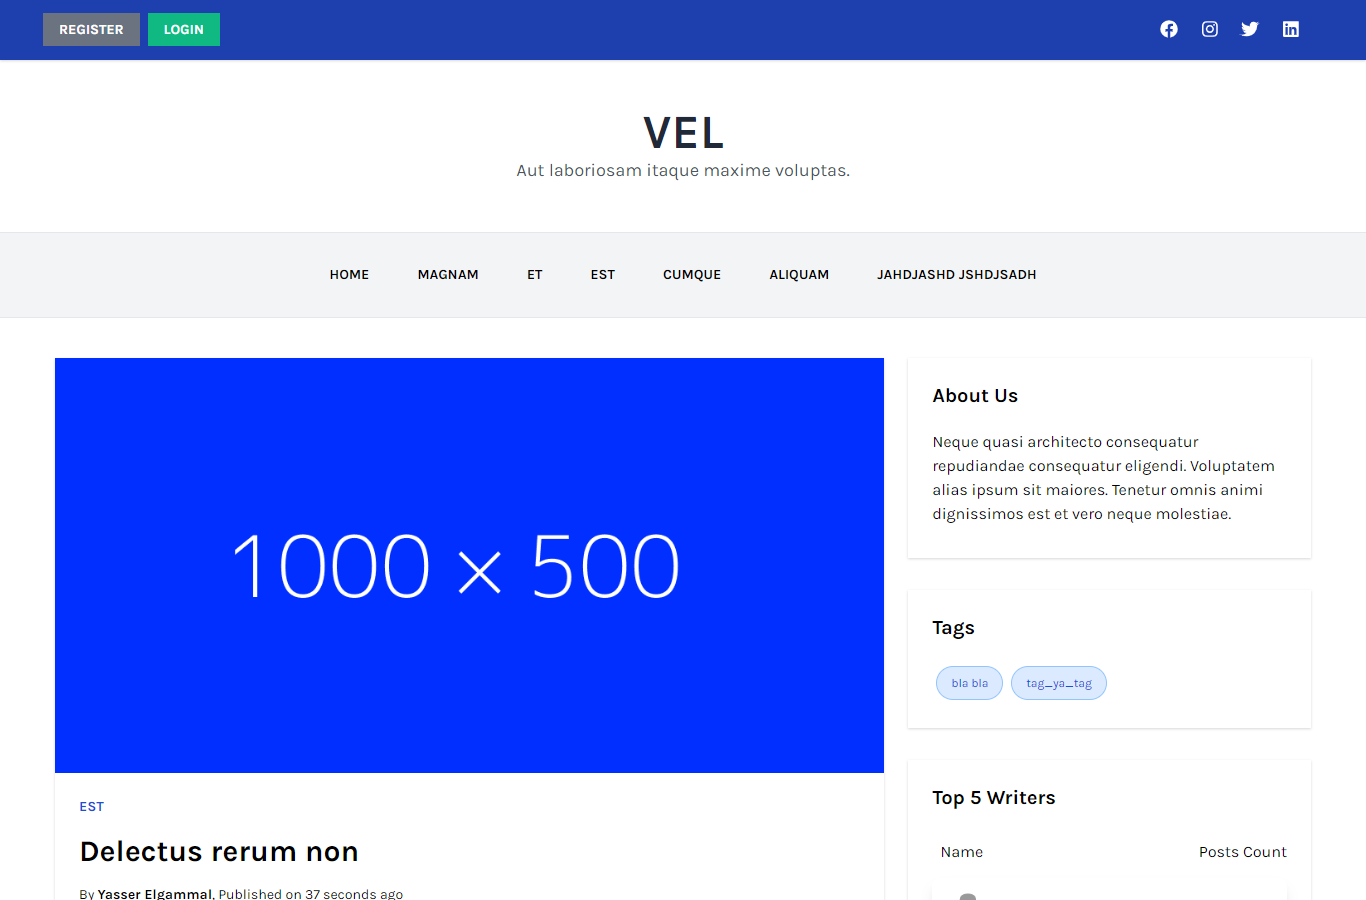 REGISTER LOGIN
VEL
Aut laboriosam itaque maxime voluptas.
HOME MAGNAM ET EST CUMQUE ALIQUAM JAHDJASHD JSHDJSADH
1000 × 500
EST
Delectus rerum non
By Yasser Elgammal, Published on 37 seconds ago
About Us
Neque quasi architecto consequatur
repudiandae consequatur eligendi. Voluptatem
alias ipsum sit maiores. Tenetur omnis animi
dignissimos est et vero neque molestiae.
Tags
bla bla tag_ya_tag
Top 5 Writers
Name Posts Count